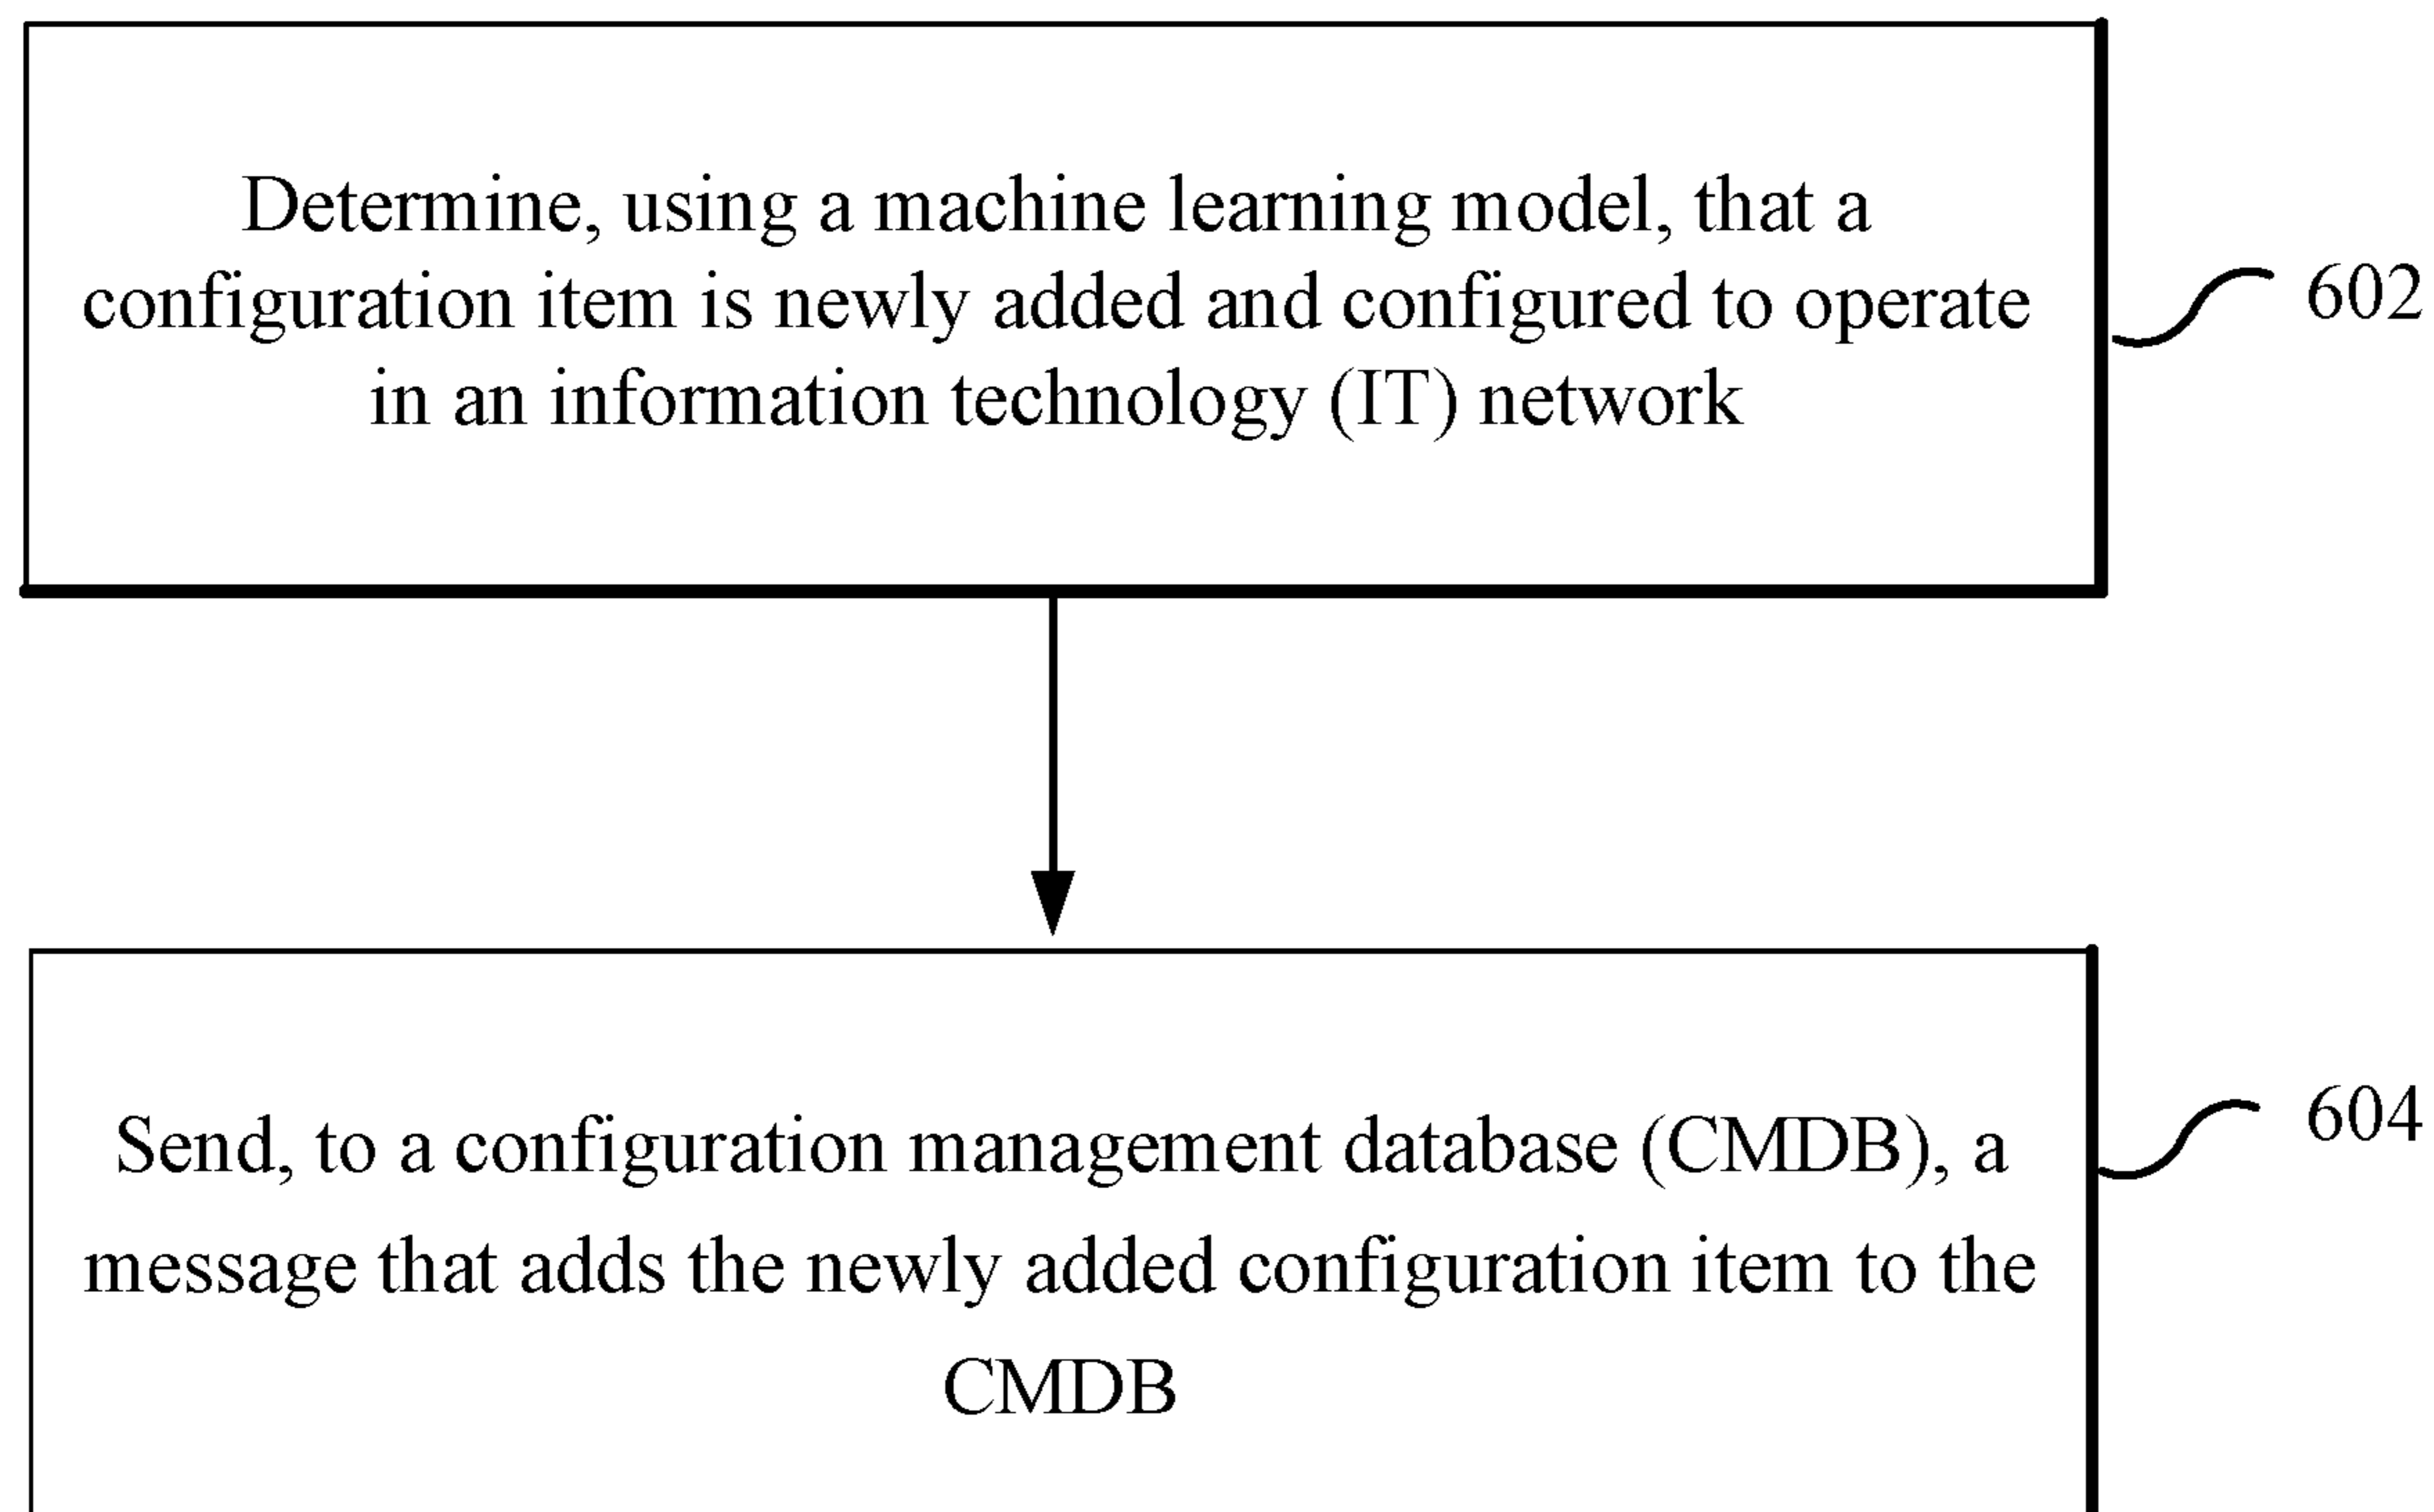 Determine, using a machine learning model, that a
configuration item is newly added and configured to operate
in an information technology (IT) network
602
Send, to a configuration management database (CMDB), a
message that adds the newly added configuration item to the
CMDB
604